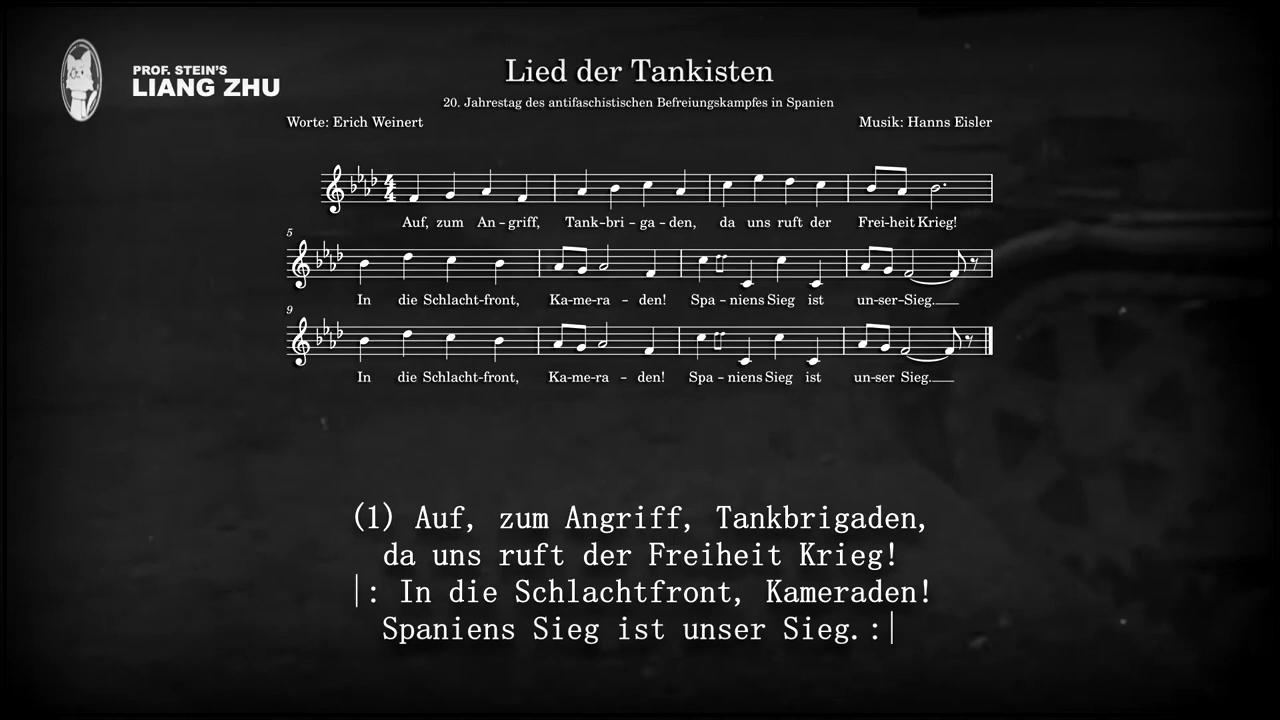 PROF. STEIN'S
LIANG ZHU
Lied der Tankisten
20. Jahrestag des antifaschistischen Befreiungskampfes in Spanien
Worte: Erich Weinert
Musik: Hanns Eisler
4
4
Auf, zum An-griff, Tank-bri-ga-den, da uns ruft der Frei-heit Krieg!
5
In die Schlacht-front, Ka-me-ra-den! Spa-niens Sieg ist un-ser-Sieg.
9
In die Schlacht-front, Ka-me-ra-den! Spa-niens Sieg ist un-ser Sieg.
(1) Auf, zum Angriff, Tankbrigaden,
da uns ruft der Freiheit Krieg!
|: In die Schlachtfront, Kameraden!
Spaniens Sieg ist unser Sieg.:|